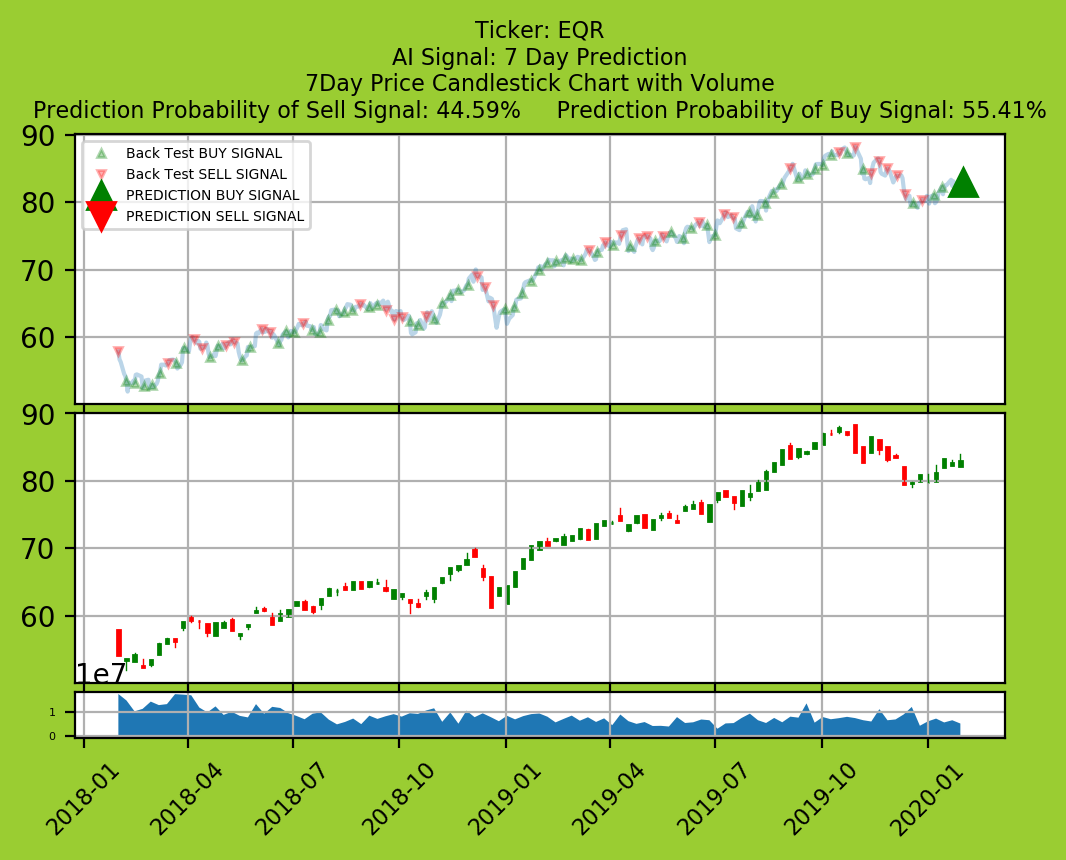 Ticker: EQR
AI Signal: 7 Day Prediction
7Day Price Candlestick Chart with Volume
Prediction Probability of Sell Signal: 44.59%     Prediction Probability of Buy Signal: 55.41%
90
80
70
60
Back Test BUY SIGNAL
Back Test SELL SIGNAL
PREDICTION BUY SIGNAL
PREDICTION SELL SIGNAL
90
80
70
60
1e7
1
0
2018-01
2018-04
2018-07
2018-10
2019-01
2019-04
2019-07
2019-10
2020-01